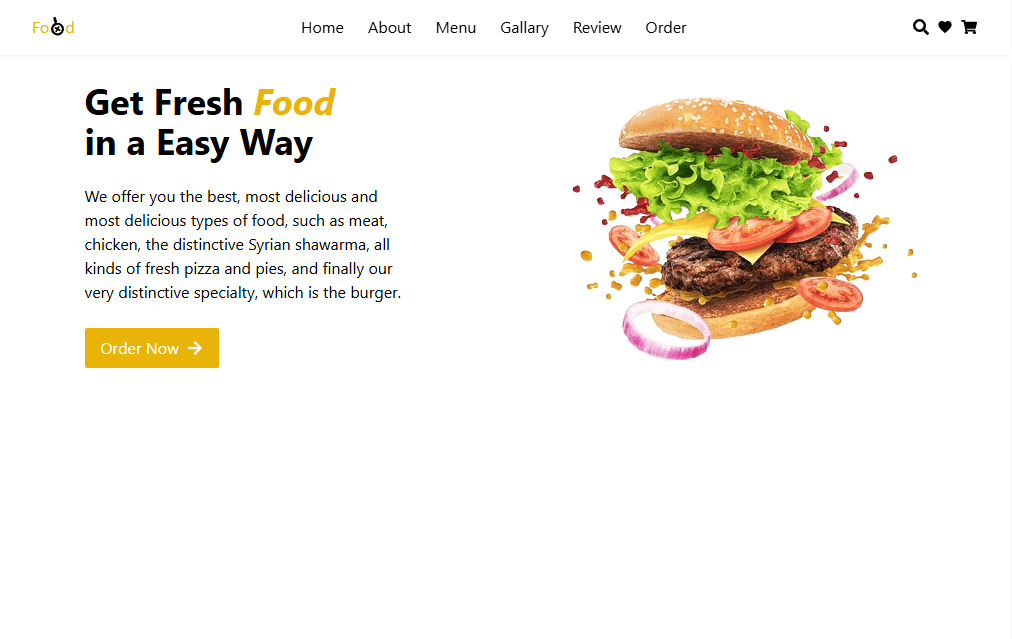 Food
Home About Menu Gallary Review Order
Get Fresh Food
in a Easy Way
We offer you the best, most delicious and
most delicious types of food, such as meat,
chicken, the distinctive Syrian shawarma, all
kinds of fresh pizza and pies, and finally our
very distinctive specialty, which is the burger.
Order Now